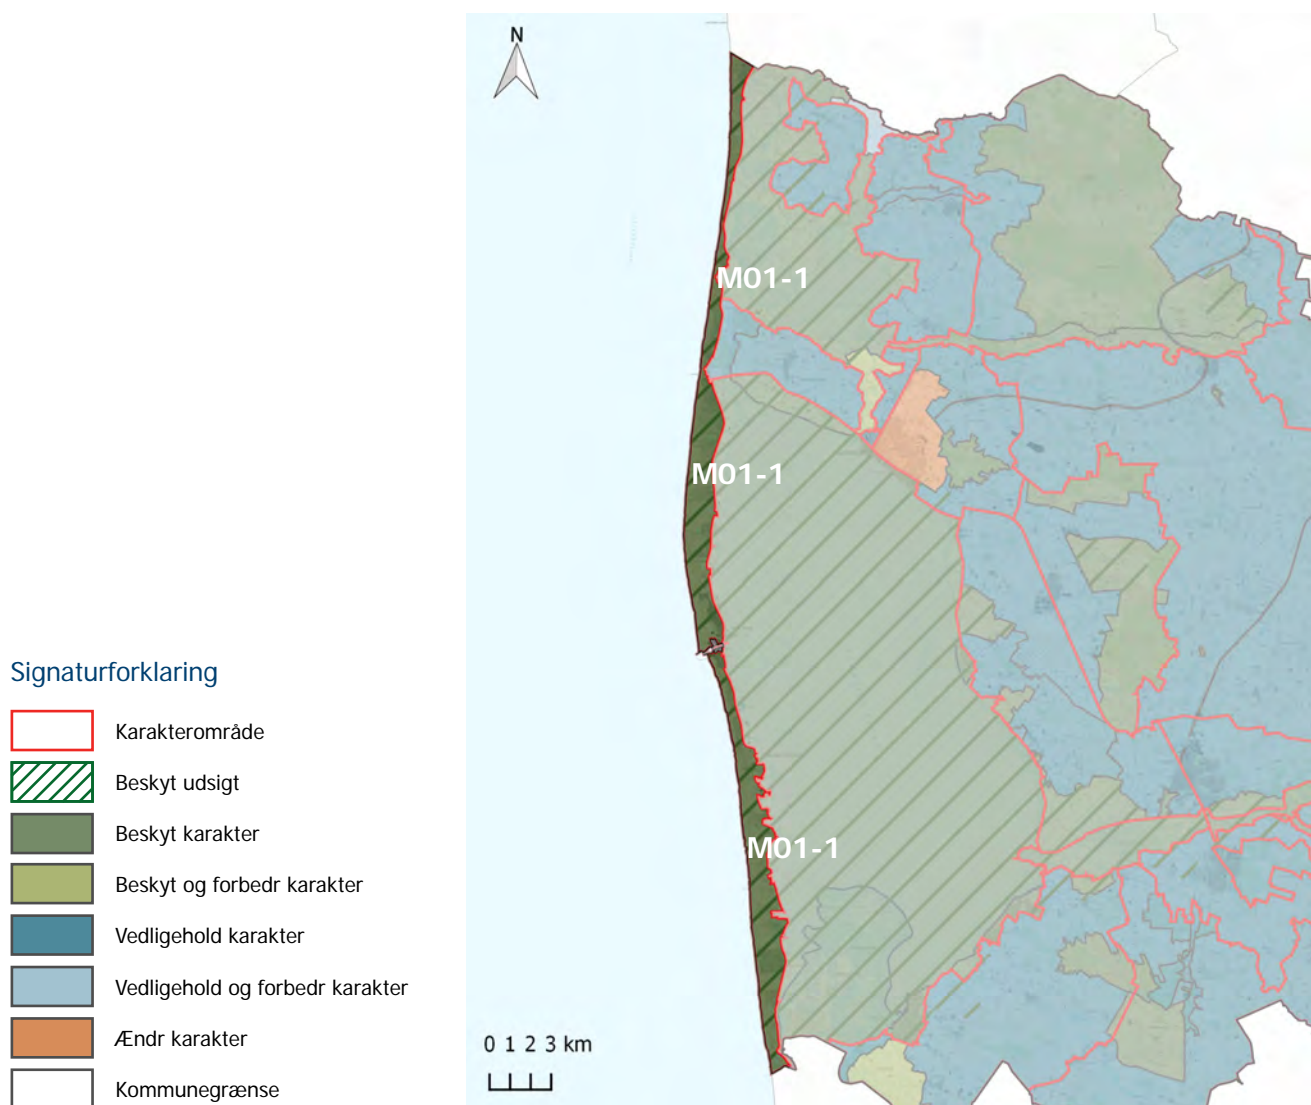 N
M01-1
M01-1
M01-1
0 1 2 3 km
Signaturforklaring
Karakterområde
Beskyt udsigt
Beskyt karakter
Beskyt og forbedr karakter
Vedligehold karakter
Vedligehold og forbedr karakter
Ændr karakter
Kommunegrænse